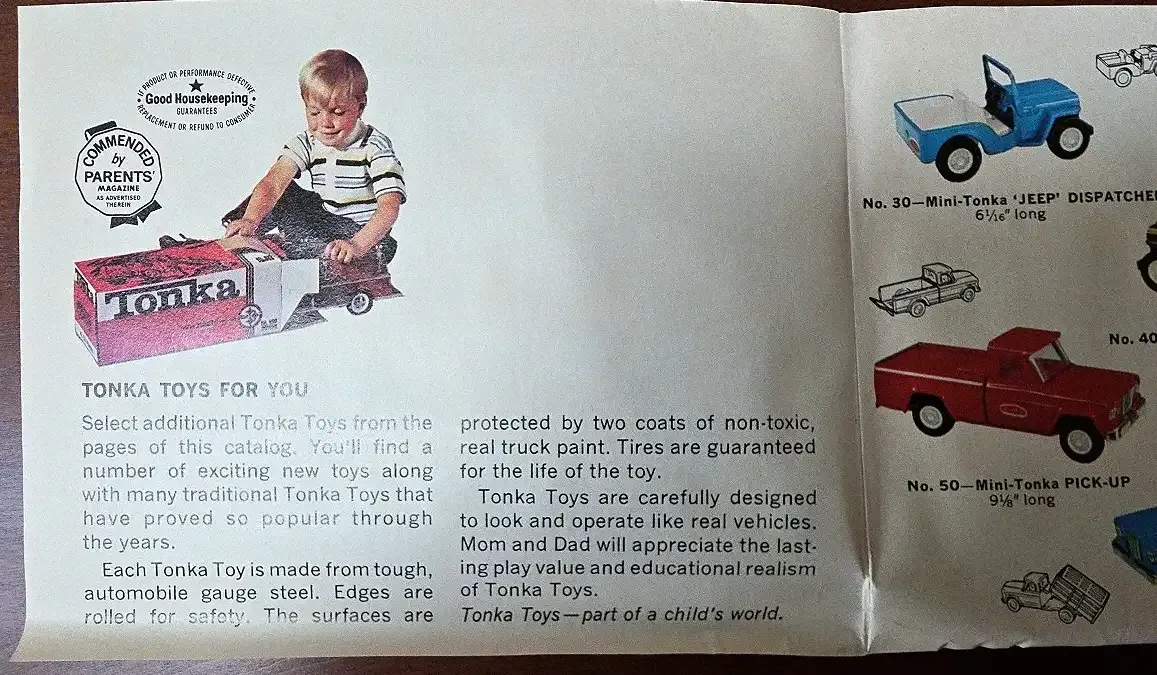 IF PRODUCT OR PERFORMANCE DEFECTIVE
Good Housekeeping
GUARANTEES
REPLACEMENT OR REFUND TO CONSUMER
COMMENDED
by
PARENTS'
MAGAZINE
AS ADVERTISED
THEREIN
Tonka
TONKA TOYS FOR YOU
Select additional Tonka Toys from the
pages of this catalog. You'll find a
number of exciting new toys along
with many traditional Tonka Toys that
have proved so popular through
the years.
Each Tonka Toy is made from tough,
automobile gauge steel. Edges are
rolled for safety. The surfaces are
protected by two coats of non-toxic,
real truck paint. Tires are guaranteed
for the life of the toy.
Tonka Toys are carefully designed
to look and operate like real vehicles.
Mom and Dad will appreciate the last-
ing play value and educational realism
of Tonka Toys.
Tonka Toys—part of a child's world.
No. 30—Mini-Tonka 'JEEP' DISPATCHE
6 1/16" long
No. 40
No. 50—Mini-Tonka PICK-UP
9 1/8" long